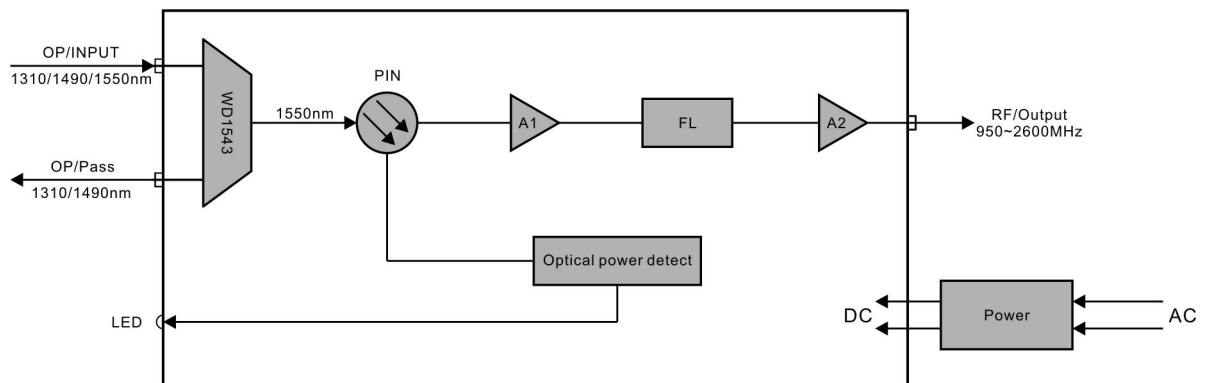 OP/INPUT
1310/1490/1550nm
WD1543
1550nm
PIN
A1
FL
A2
RF/Output
950~2600MHz
OP/Pass
1310/1490nm
Optical power detect
LED
DC
Power
AC